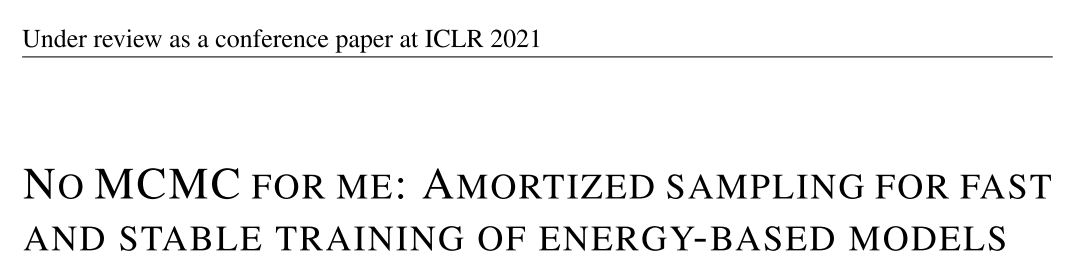 Under review as a conference paper at ICLR 2021
NO MCMC FOR ME: AMORTIZED SAMPLING FOR FAST
AND STABLE TRAINING OF ENERGY-BASED MODELS